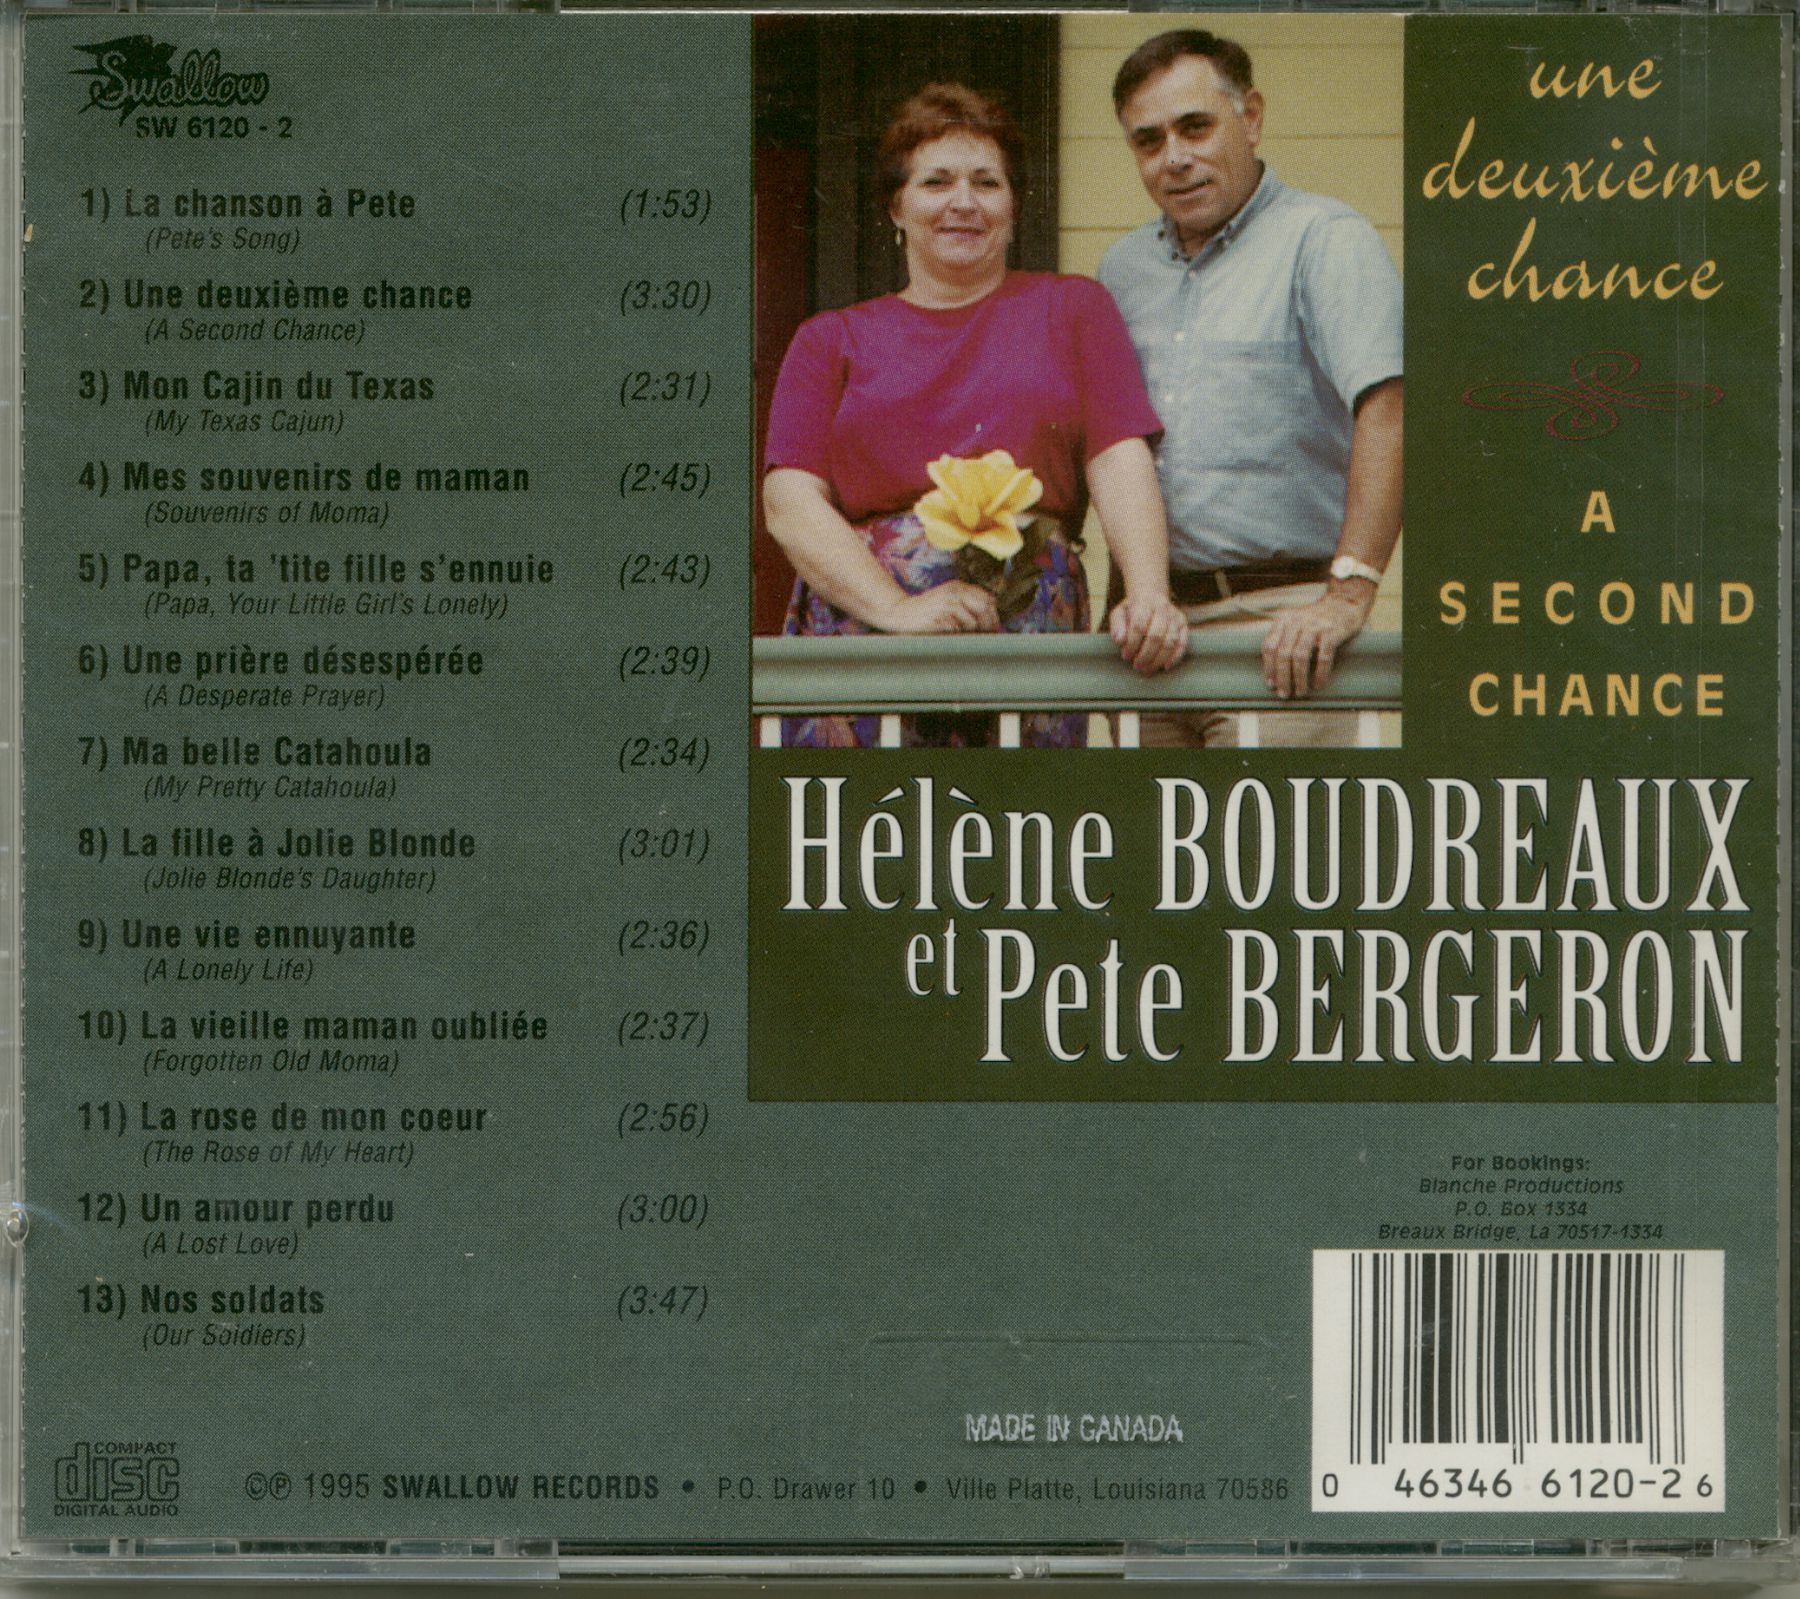 Swallow
SW 6120 - 2
1) La chanson à Pete (1:53)
(Pete's Song)
2) Une deuxième chance (3:30)
(A Second Chance)
3) Mon Cajin du Texas (2:31)
(My Texas Cajun)
4) Mes souvenirs de maman (2:45)
(Souvenirs of Moma)
5) Papa, ta 'tite fille s'ennuie (2:43)
(Papa, Your Little Girl's Lonely)
6) Une prière désespérée (2:39)
(A Desperate Prayer)
7) Ma belle Catahoula (2:34)
(My Pretty Catahoula)
8) La fille à Jolie Blonde (3:01)
(Jolie Blonde's Daughter)
9) Une vie ennuyante (2:36)
(A Lonely Life)
10) La vieille maman oubliée (2:37)
(Forgotten Old Moma)
11) La rose de mon coeur (2:56)
(The Rose of My Heart)
12) Un amour perdu (3:00)
(A Lost Love)
13) Nos soldats (3:47)
(Our Soldiers)
une
deuxième
chance
A
SECOND
CHANCE
Hélène BOUDREAUX
et Pete BERGERON
For Bookings:
Blanche Productions
P.O. Box 1334
Breaux Bridge, La 70517-1334
MADE IN CANADA
COMPACT
disc
DIGITAL AUDIO
©℗ 1995 SWALLOW RECORDS • P.O. Drawer 10 • Ville Platte, Louisiana 70586
0 46346 6120-2 6